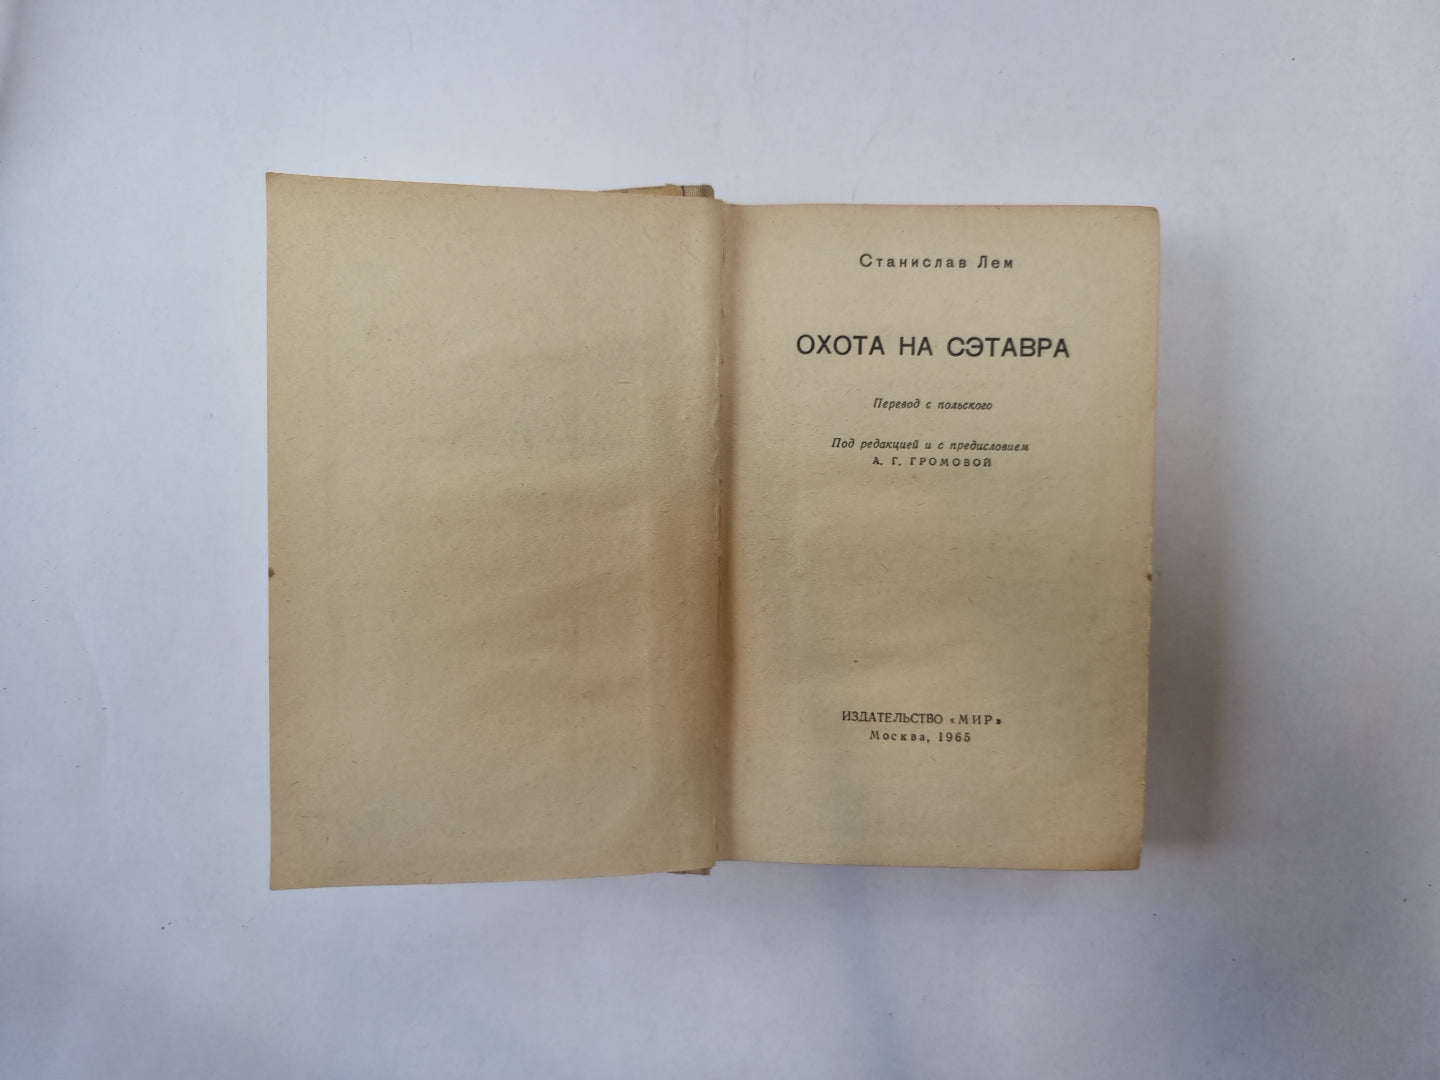 Станислав Лем
ОХОТА НА СЭТАВРА
Перевод с польского
Под редакцией и с предисловием
А. Г. ГРОМОВОЙ
ИЗДАТЕЛЬСТВО «МИР»
Москва, 1965